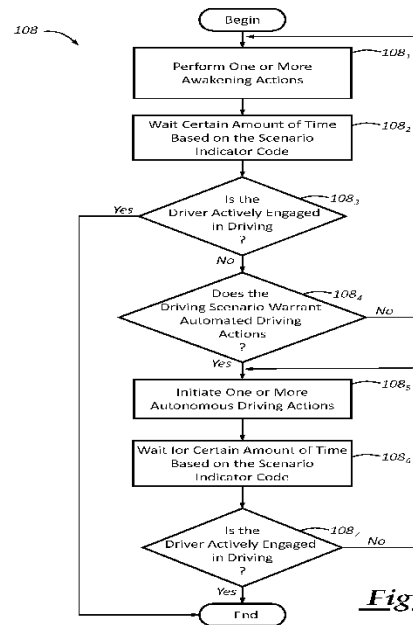 108
Begin
108₁
Perform One or More
Awakening Actions
108₂
Wait Certain Amount of Time
Based on the Scenario
Indicator Code
108₃
Is the
Driver Actively Engaged
in Driving
?
Yes
No
108₄
Does the
Driving Scenario Warrant
Automated Driving
Actions
?
No
Yes
108₅
Initiate One or More
Autonomous Driving Actions
108₆
Wait for Certain Amount of Time
Based on the Scenario
Indicator Code
108
Is the
Driver Actively Engaged
in Driving
?
No
Yes
End
Fig